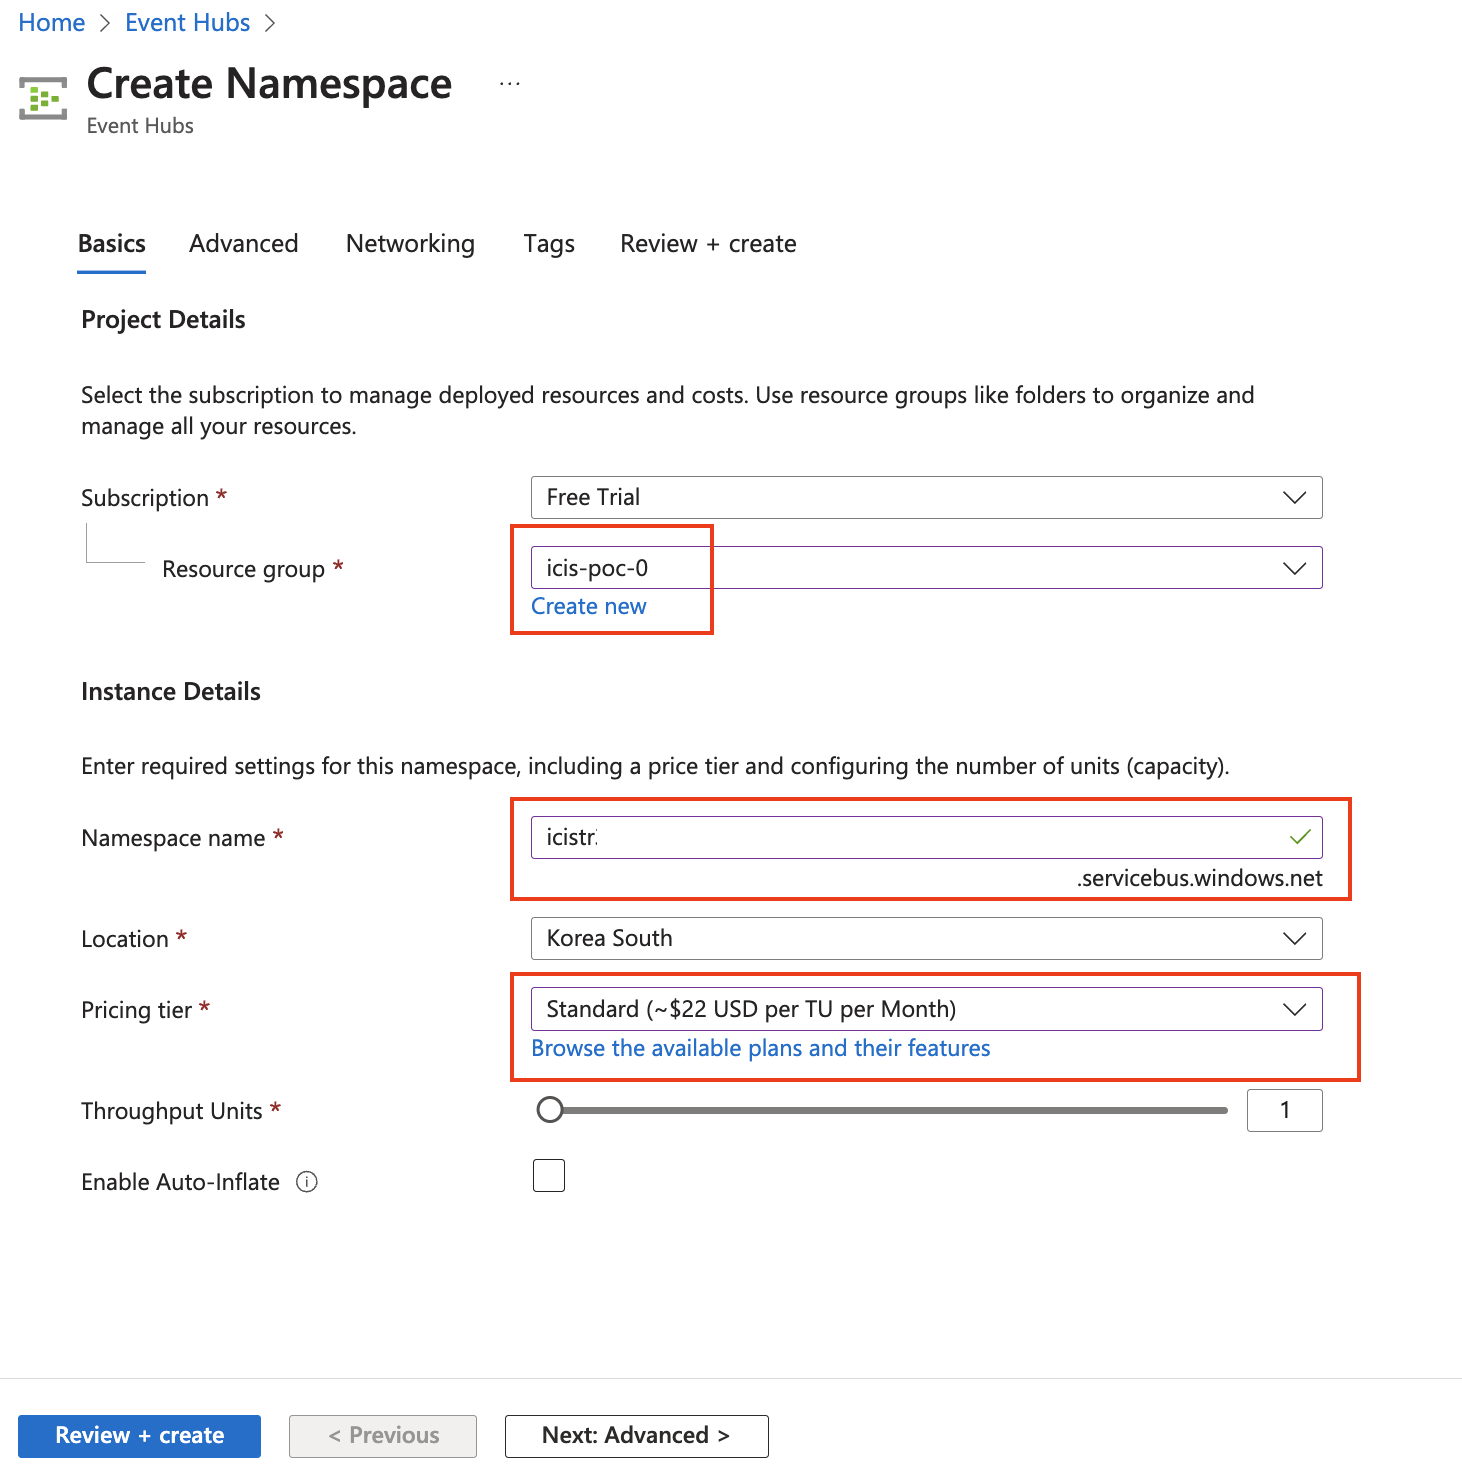 Home > Event Hubs >
Create Namespace ...
Event Hubs
Basics Advanced Networking Tags Review + create
Project Details
Select the subscription to manage deployed resources and costs. Use resource groups like folders to organize and
manage all your resources.
Subscription *
Free Trial
Resource group *
icis-poc-0
Create new
Instance Details
Enter required settings for this namespace, including a price tier and configuring the number of units (capacity).
Namespace name *
.servicebus.windows.net
Location *
Korea South
Pricing tier *
Standard (~$22 USD per TU per Month)
Browse the available plans and their features
Throughput Units *
1
Enable Auto-Inflate
Review + create
< Previous
Next: Advanced >